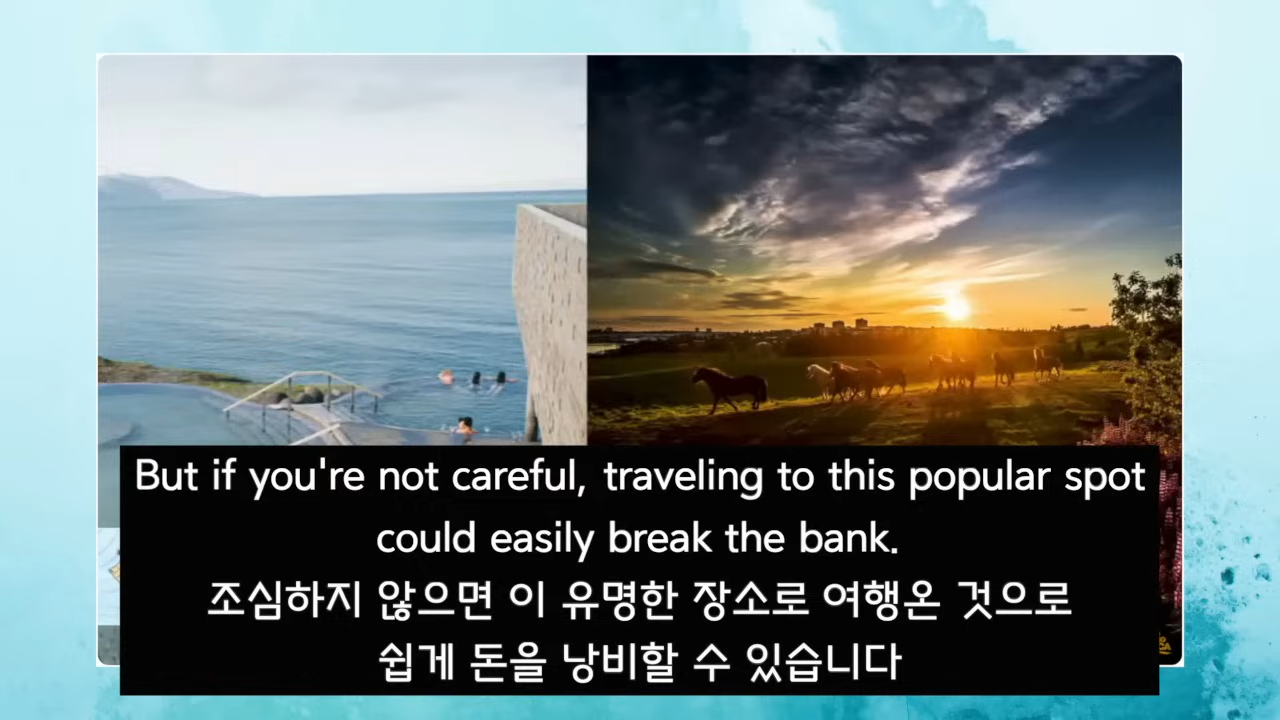 But if you're not careful, traveling to this popular spot
could easily break the bank.
조심하지 않으면 이 유명한 장소로 여행온 것으로
쉽게 돈을 낭비할 수 있습니다